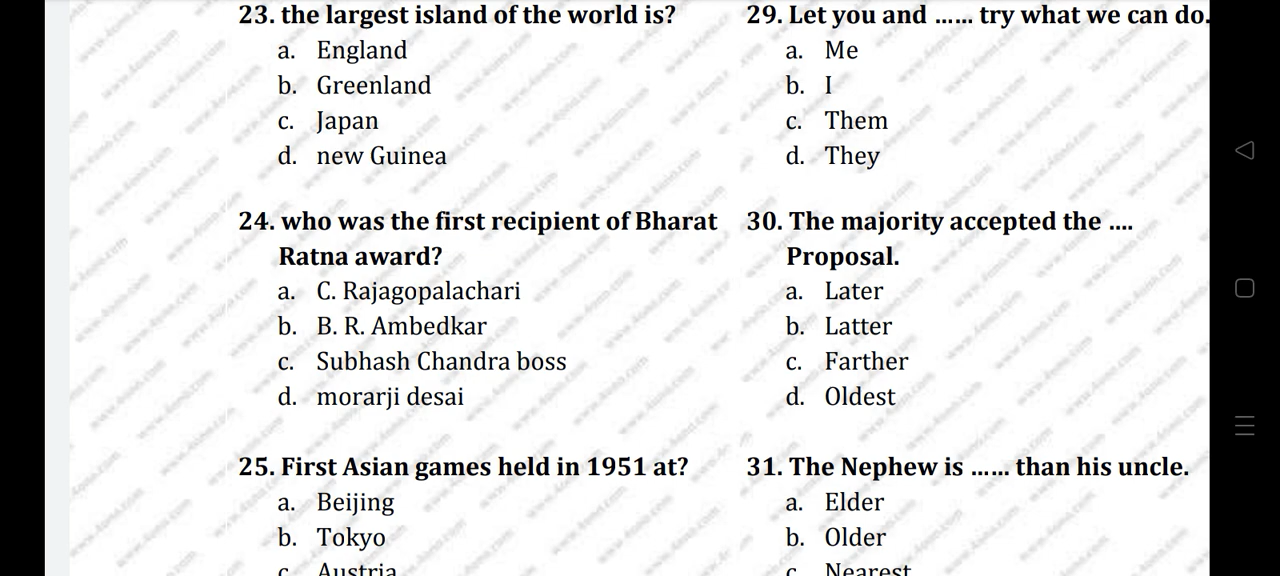 23. the largest island of the world is?
a. England
b. Greenland
c. Japan
d. new Guinea
24. who was the first recipient of Bharat
Ratna award?
a. C. Rajagopalachari
b. B. R. Ambedkar
c. Subhash Chandra boss
d. morarji desai
25. First Asian games held in 1951 at?
a. Beijing
b. Tokyo
c. Austria
29. Let you and ...... try what we can do.
a. Me
b. I
c. Them
d. They
30. The majority accepted the ....
Proposal.
a. Later
b. Latter
c. Farther
d. Oldest
31. The Nephew is ...... than his uncle.
a. Elder
b. Older
c. Nearest